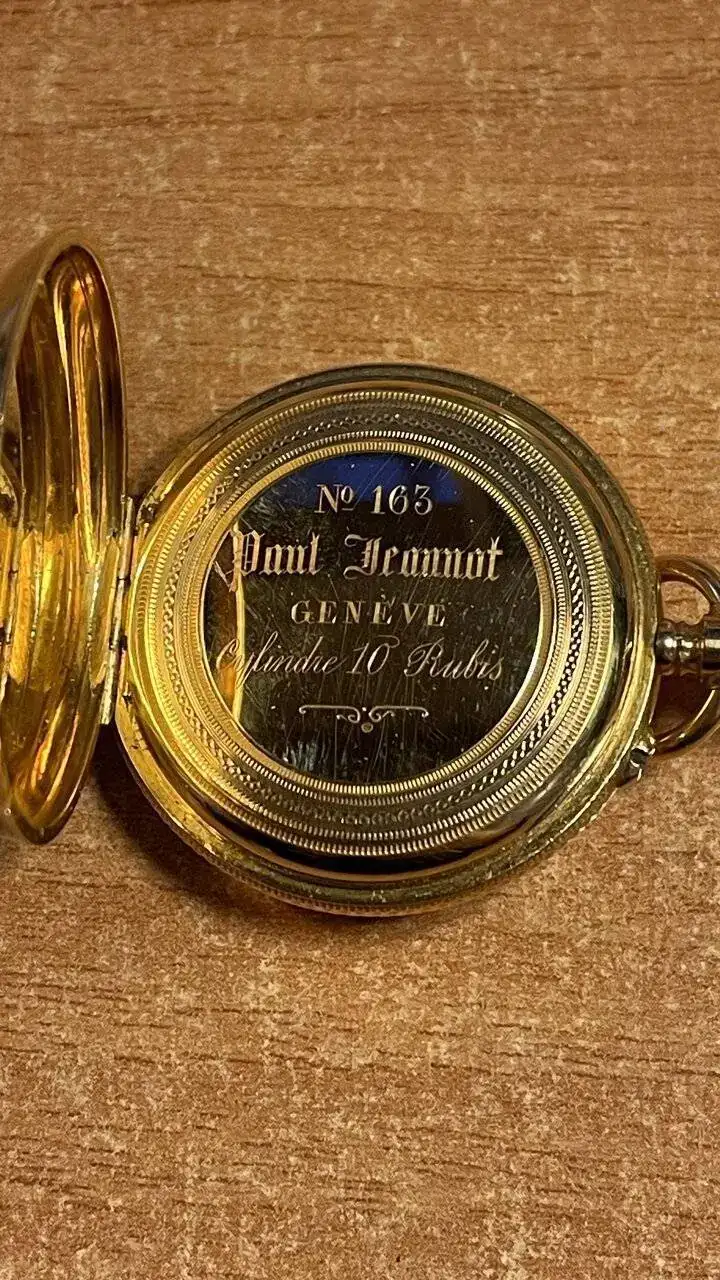 Nº 163
Paul Jeannot
GENÈVE
Cylindre 10 Rubis